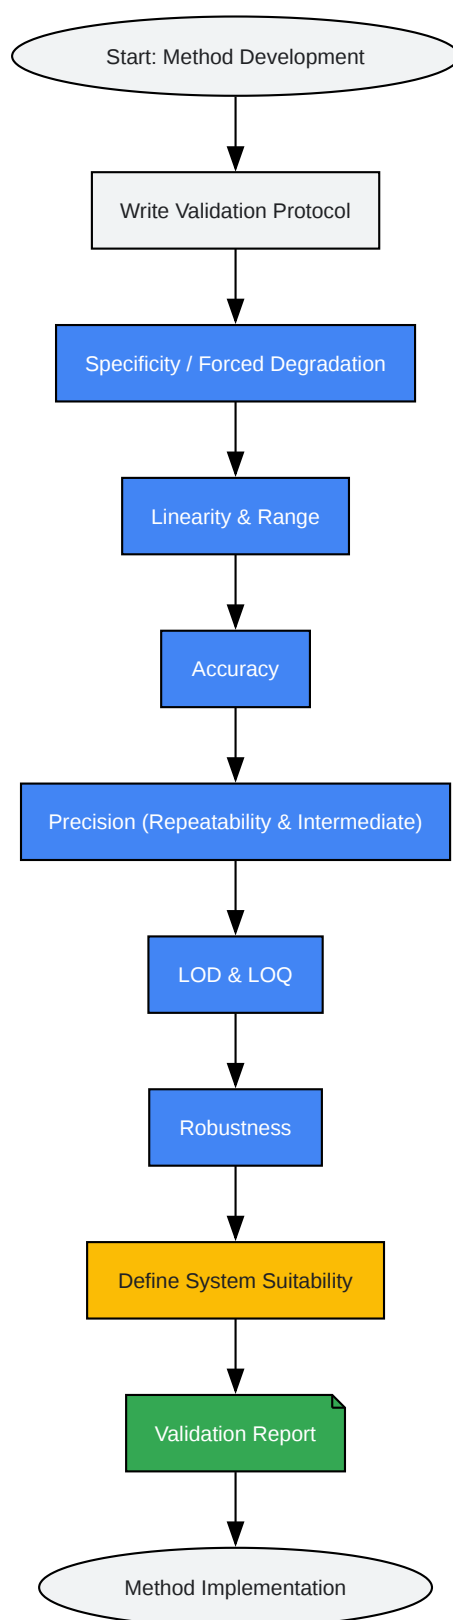 Start: Method Development
Write Validation Protocol
Specificity / Forced Degradation
Linearity & Range
Accuracy
Precision (Repeatability & Intermediate)
LOD & LOQ
Robustness
Define System Suitability
Validation Report
Method Implementation